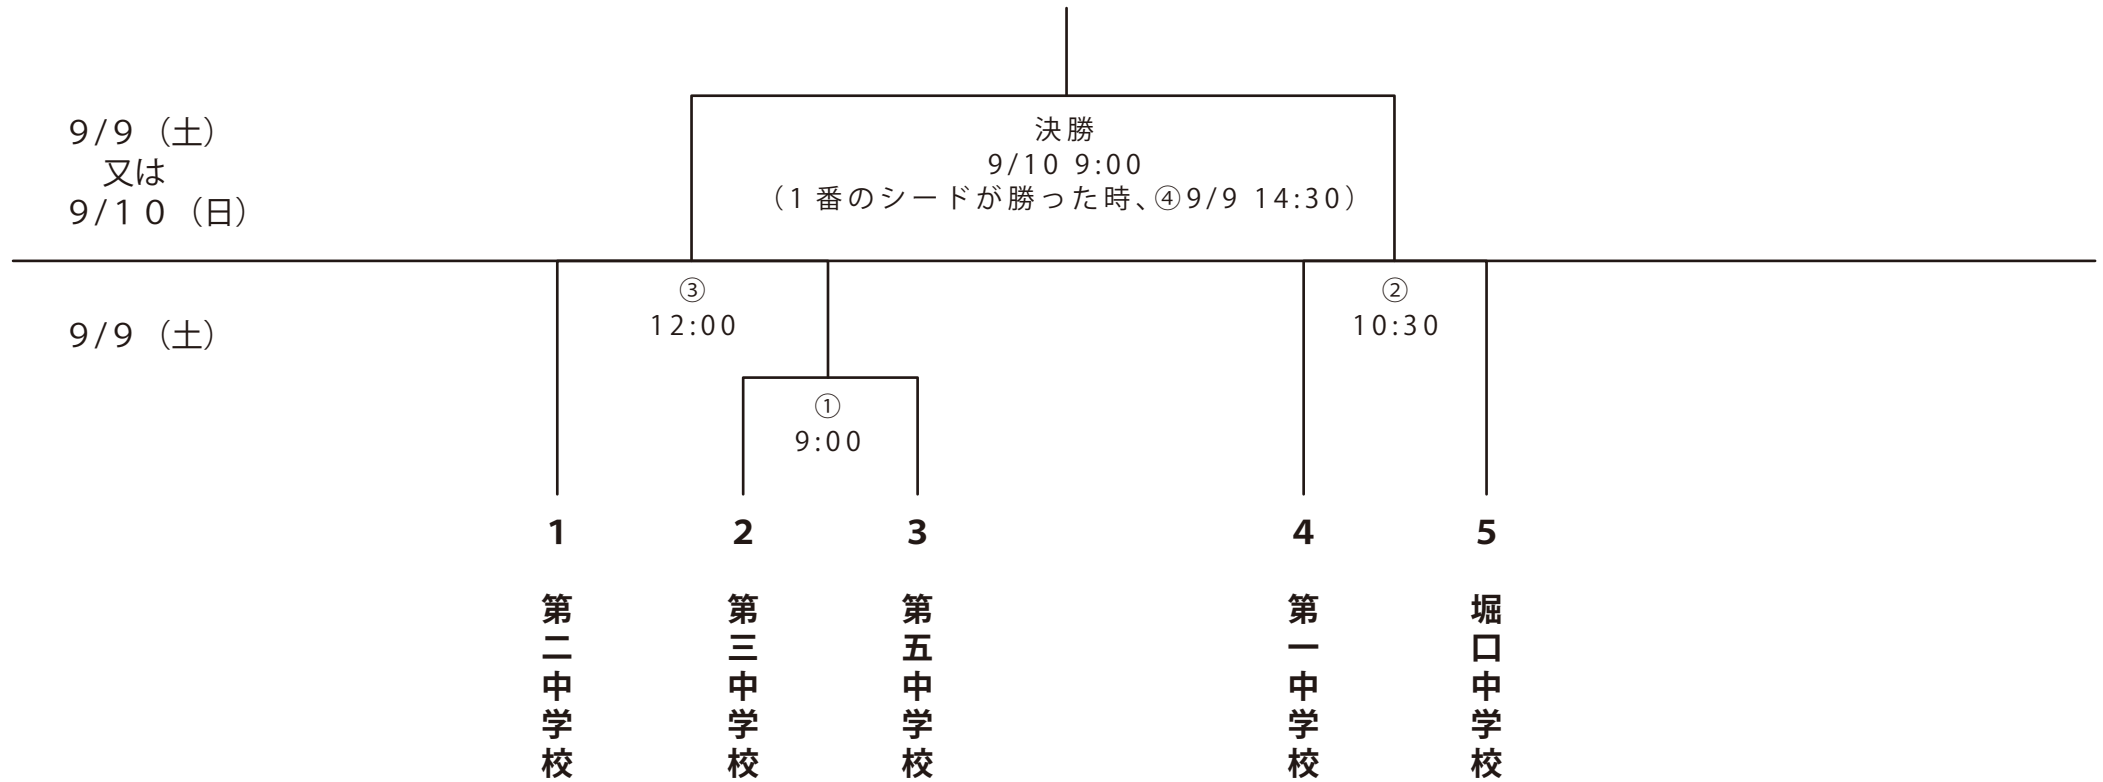 9/9（土）
又は
9/１０（日）
決勝
9/10 9:00
（1番のシードが勝った時、④9/9 14:30）
9/9（土）
③
12:00
②
10:30
①
9:00
1
2
3
4
5
第二中学校
第三中学校
第五中学校
第一中学校
堀口中学校